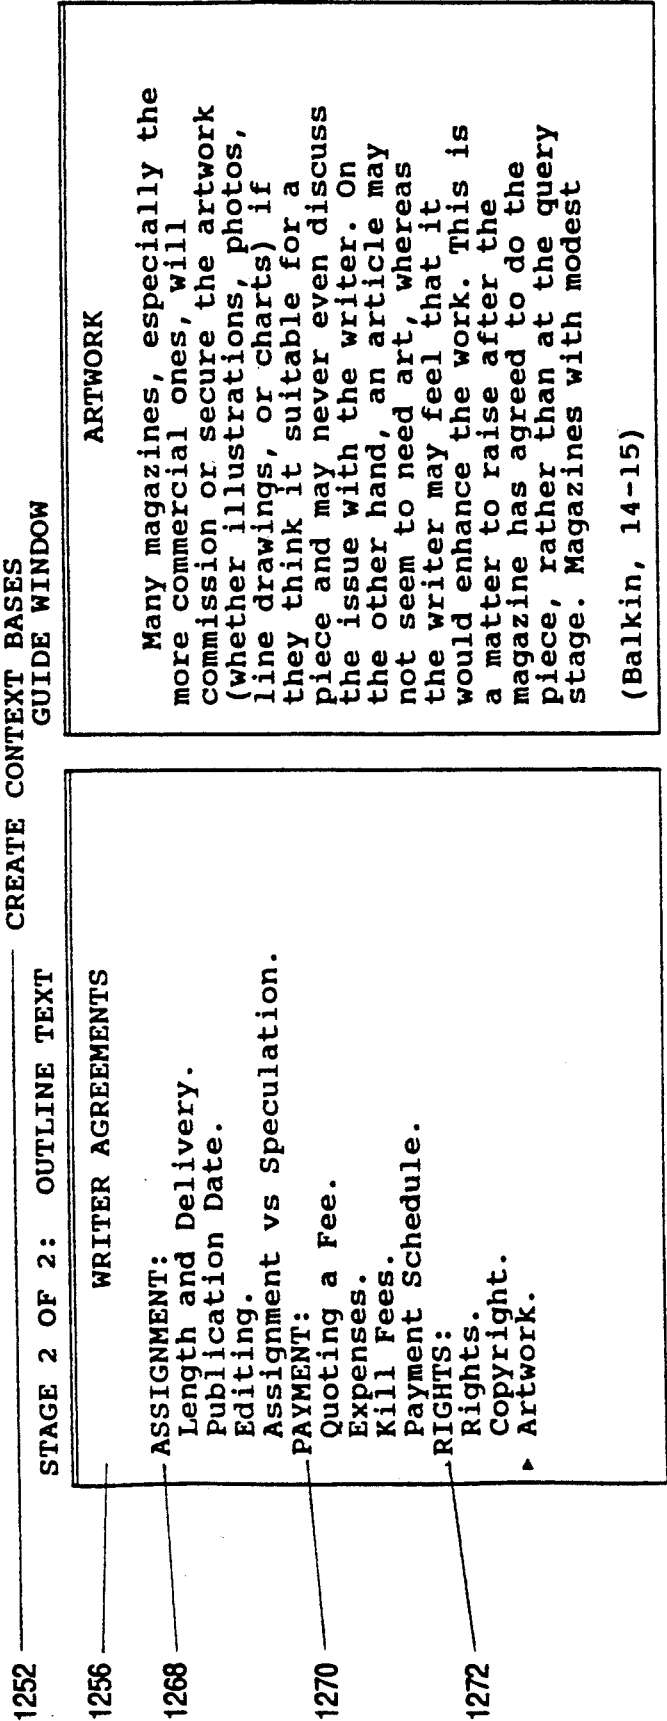 1252
CREATE CONTEXT BASES
STAGE 2 OF 2: OUTLINE TEXT
GUIDE WINDOW
1256
WRITER AGREEMENTS
1268
ASSIGNMENT:
Length and Delivery.
Publication Date.
Editing.
Assignment vs Speculation.
1270
PAYMENT:
Quoting a Fee.
Expenses.
Kill Fees.
Payment Schedule.
1272
RIGHTS:
Rights.
Copyright.
▸ Artwork.
ARTWORK
Many magazines, especially the
more commercial ones, will
commission or secure the artwork
(whether illustrations, photos,
line drawings, or charts) if
they think it suitable for a
piece and may never even discuss
the issue with the writer. On
the other hand, an article may
not seem to need art, whereas
the writer may feel that it
would enhance the work. This is
a matter to raise after the
magazine has agreed to do the
piece, rather than at the query
stage. Magazines with modest
(Balkin, 14-15)